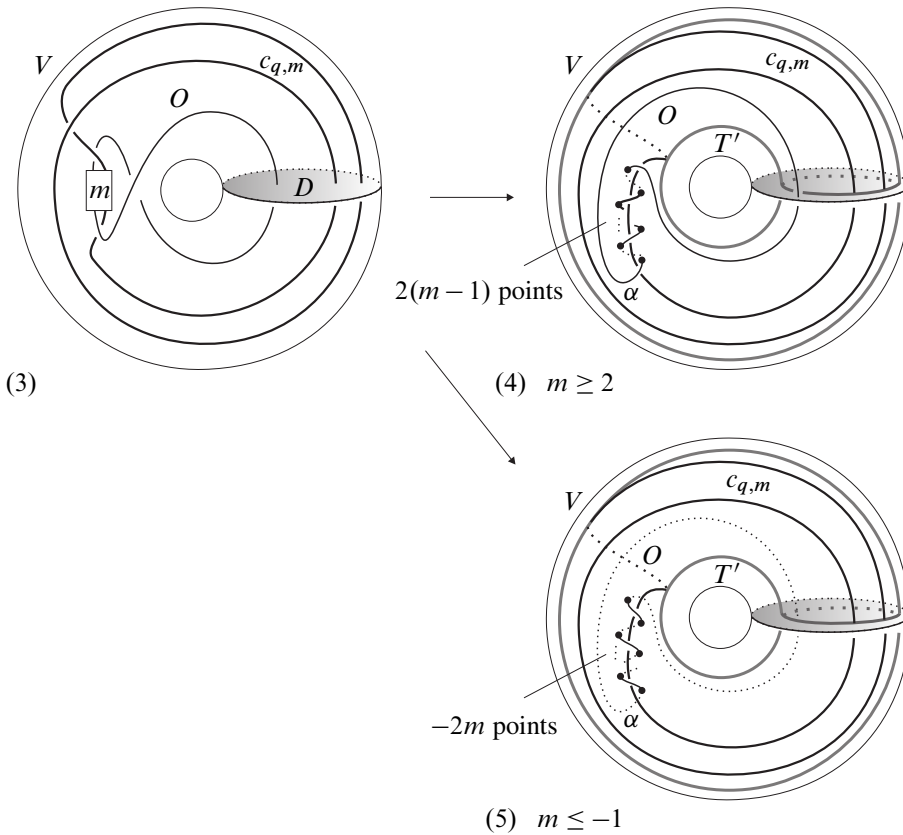 V
c_{q,m}
O
m
D
(3)
V
c_{q,m}
O
T′
α
2(m − 1) points
(4) m ≥ 2
V
c_{q,m}
O
T′
α
−2m points
(5) m ≤ −1